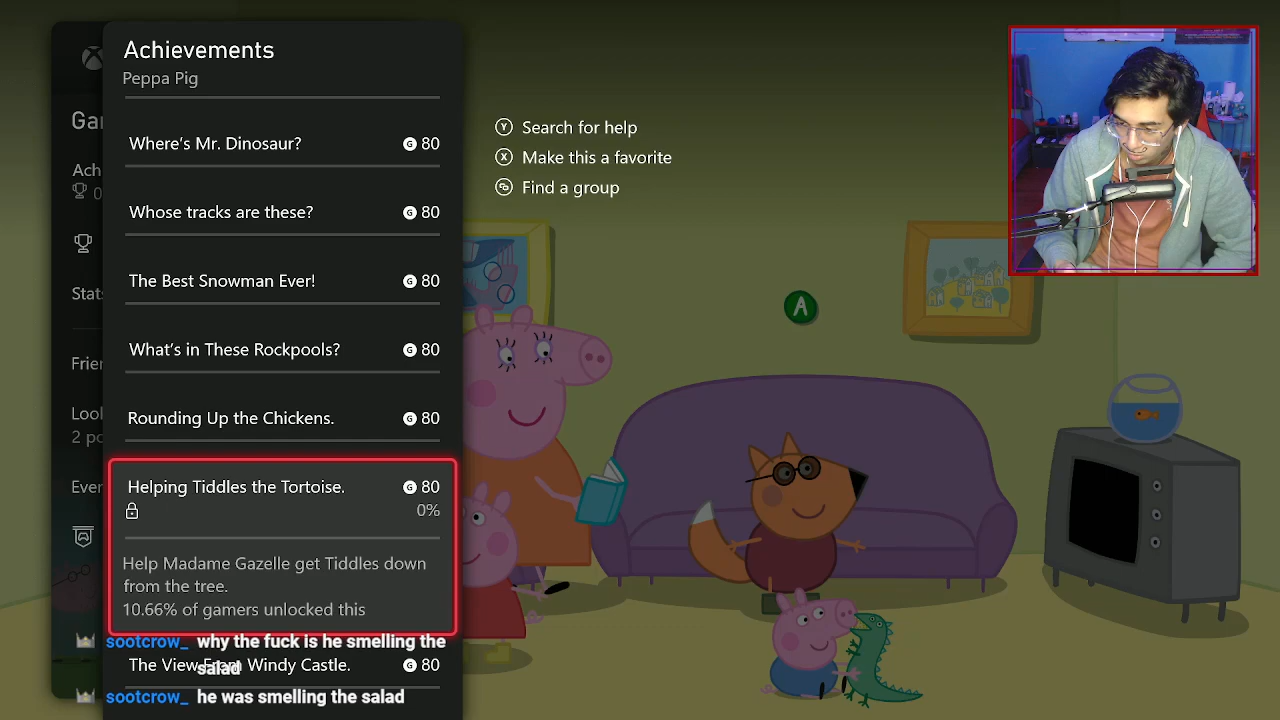 Achievements
Peppa Pig
Where's Mr. Dinosaur? G 80
Whose tracks are these? G 80
The Best Snowman Ever! G 80
What's in These Rockpools? G 80
Rounding Up the Chickens. G 80
Helping Tiddles the Tortoise. G 80
0%
Help Madame Gazelle get Tiddles down
from the tree.
10.66% of gamers unlocked this
The View From Windy Castle. G 80
sootcrow_ why the fuck is he smelling the
salad
sootcrow_ he was smelling the salad
Y Search for help
X Make this a favorite
Find a group
A
Ach
0
Stats
2